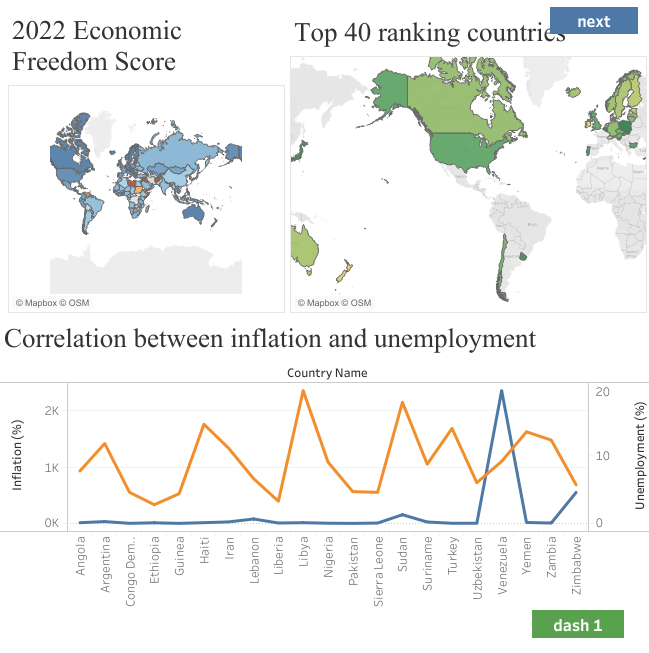 2022 Economic
Freedom Score
Top 40 ranking countries
next
© Mapbox © OSM
© Mapbox © OSM
Correlation between inflation and unemployment
Country Name
Inflation (%)
2K
1K
0K
20
10
0
Unemployment (%)
Angola
Argentina
Congo Dem..
Ethiopia
Guinea
Haiti
Iran
Lebanon
Liberia
Libya
Nigeria
Pakistan
Sierra Leone
Sudan
Suriname
Turkey
Uzbekistan
Venezuela
Yemen
Zambia
Zimbabwe
dash 1